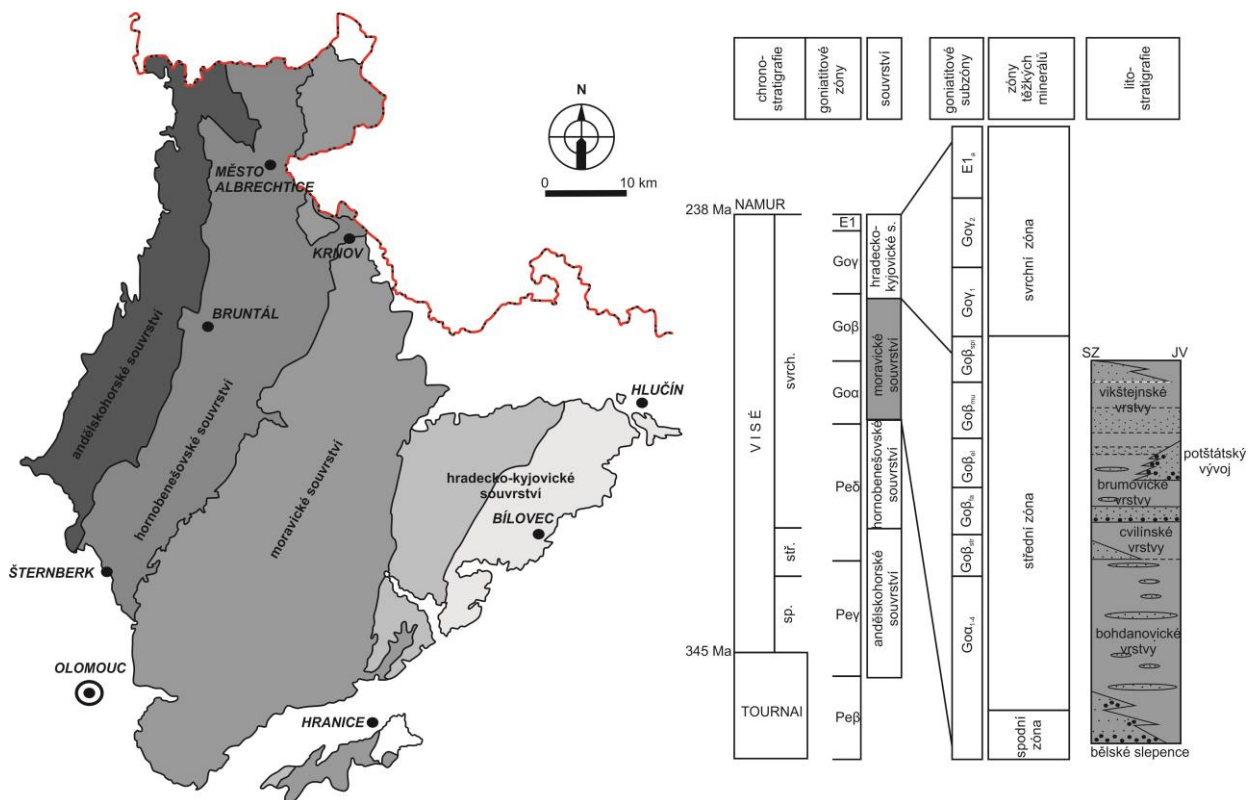 N
0
10 km
MĚSTO
ALBRECHTICE
KRNOV
BRUNTÁL
andělskohorské souvrství
hornobenešovské souvrství
moravické souvrství
HLUČÍN
hradecko-kyjovické
souvrství
BÍLOVEC
ŠTERNBERK
OLOMOUC
HRANICE
chrono-
stratigrafie
goniatitové
zóny
souvrství
goniatitové
subzóny
zóny
těžkých
minerálů
lito-
stratigrafie
238 Ma
NAMUR
345 Ma
VISÉ
svrch.
stř.
sp.
TOURNAI
E1
Goγ
Goβ
Goα
Peδ
Peγ
Peβ
hradecko-
kyjovické s.
moravické
souvrství
hornobenešovské
souvrství
andělskohorské
souvrství
E1a
Goγ2
Goγ1
Goβspi
Goβmu
Goβel
Goβfa
Goβstr
Goα1-4
svrchní zóna
střední zóna
spodní
zóna
SZ
JV
vikštejnské
vrstvy
potštátský
vývoj
brumovické
vrstvy
cvilínské
vrstvy
bohdanovické
vrstvy
bělské slepence